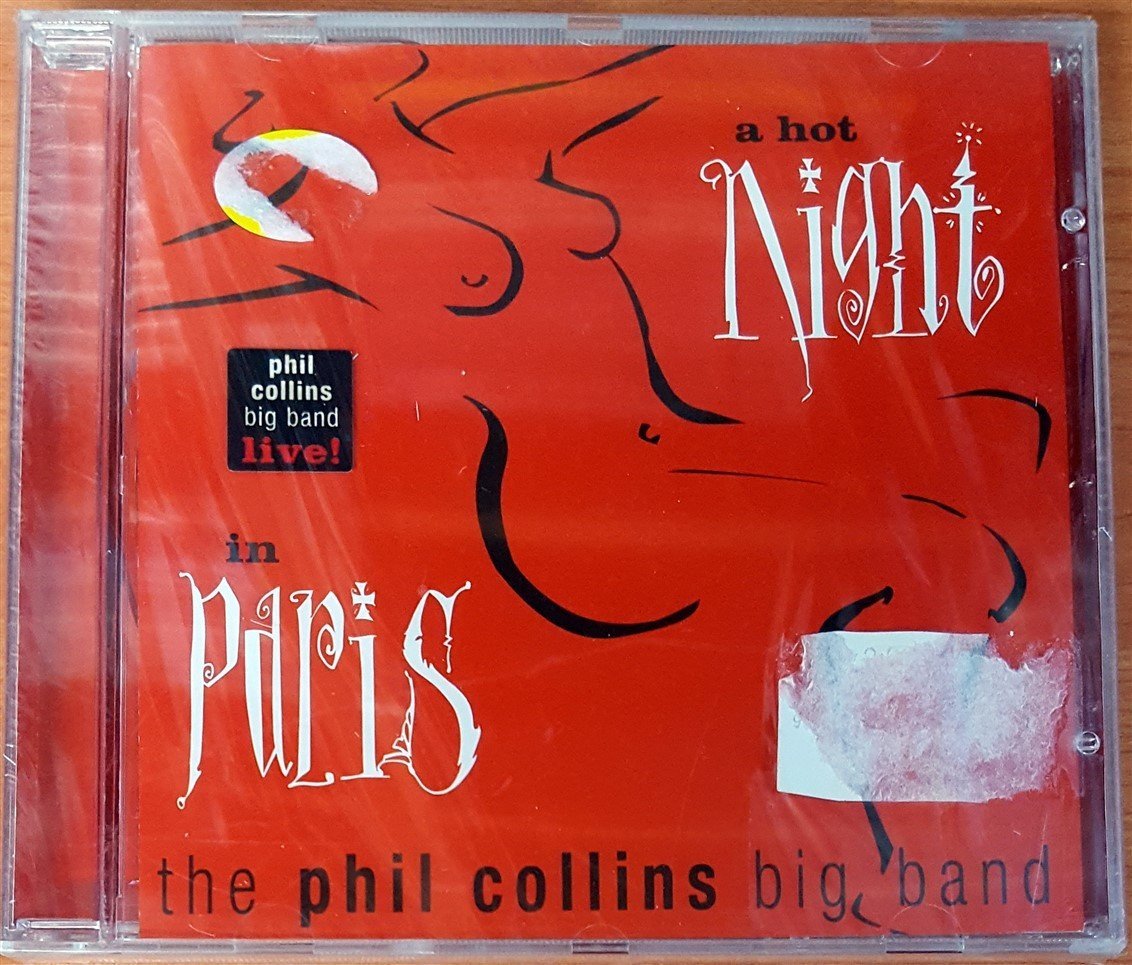 a hot
Night
phil
collins
big band
live!
in
Paris
the phil collins big band